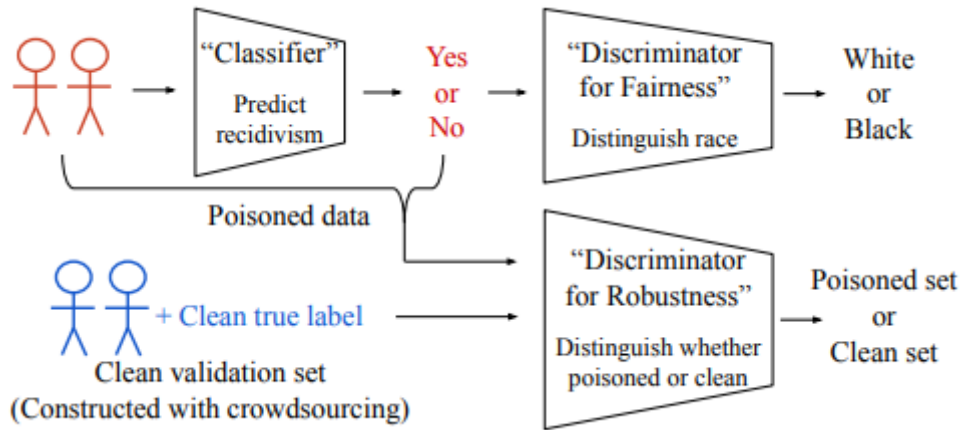 “Classifier”
Predict
recidivism
Yes
or
No
“Discriminator
for Fairness”
Distinguish race
White
or
Black
Poisoned data
+ Clean true label
Clean validation set
(Constructed with crowdsourcing)
“Discriminator
for Robustness”
Distinguish whether
poisoned or clean
Poisoned set
or
Clean set